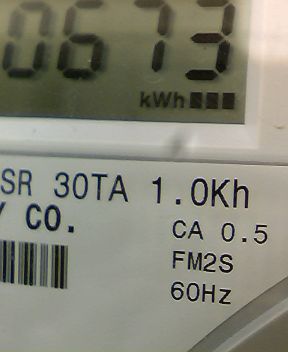 0673
kWh
SR 30TA 1.0Kh
Y CO.
CA 0.5
FM2S
60Hz